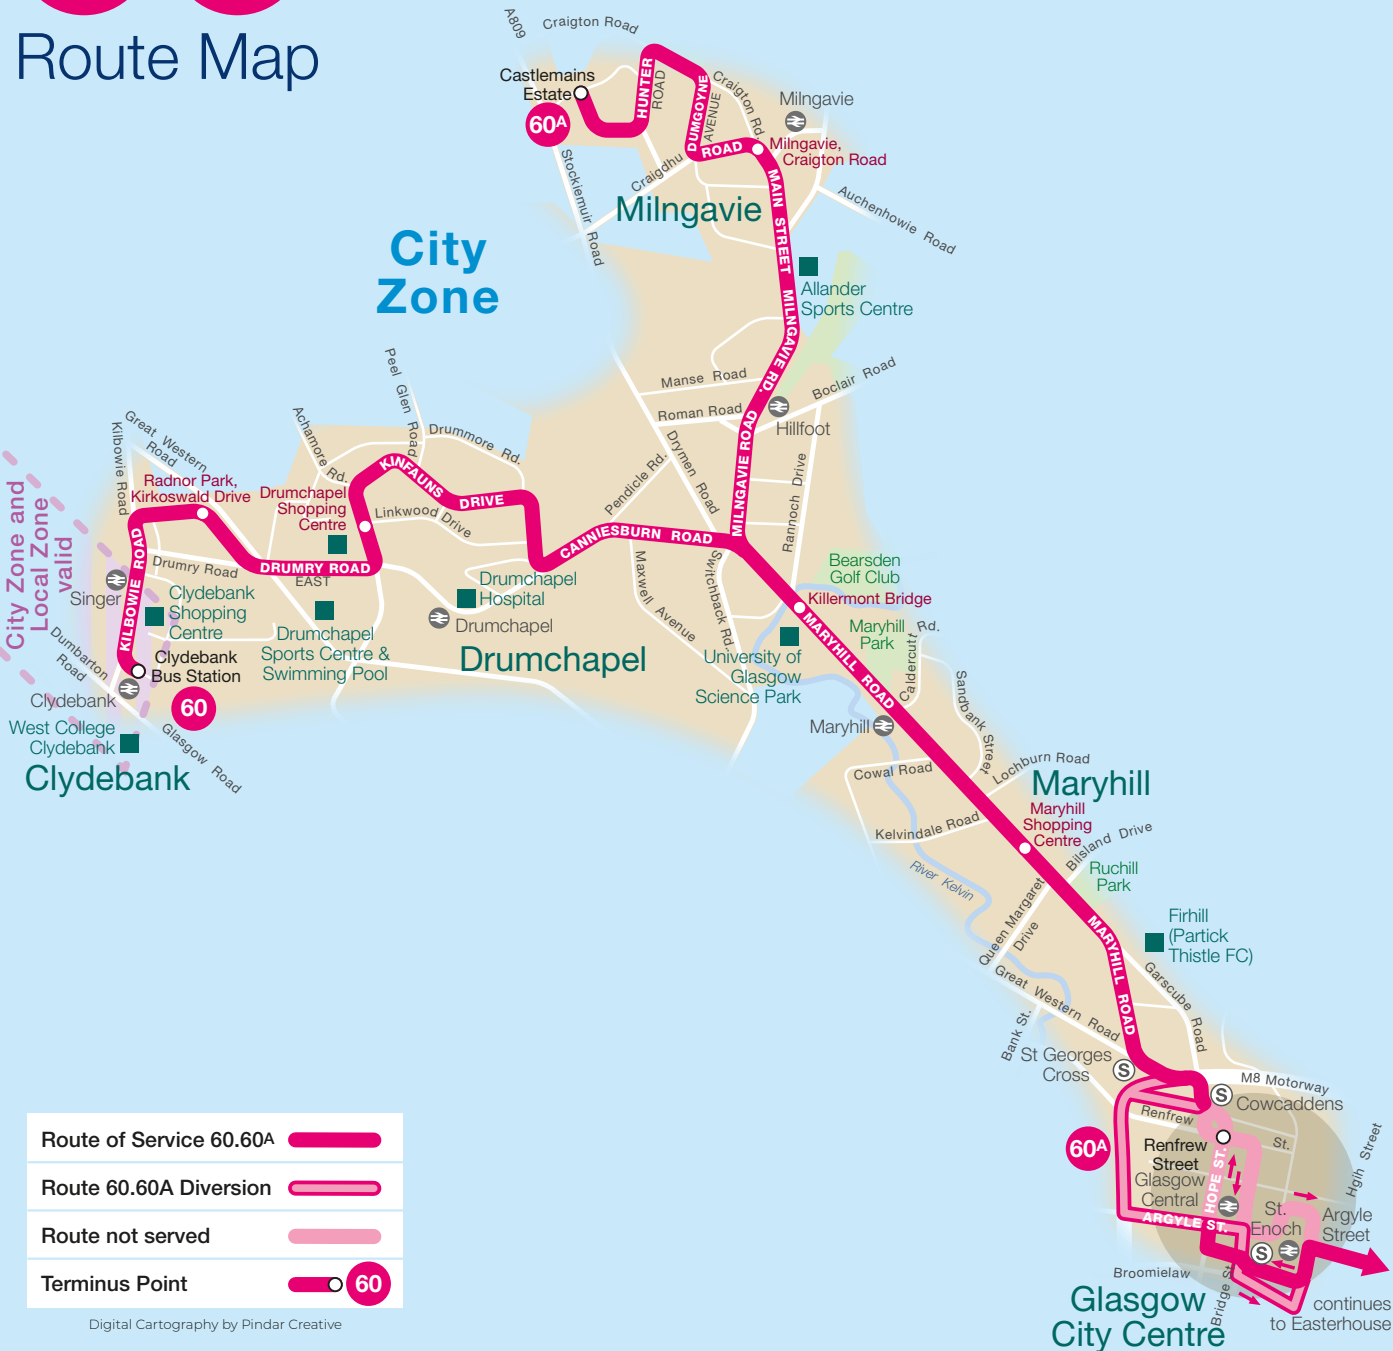 Route Map
A809
Craigton Road
Castlemains
Estate
60A
HUNTER
ROAD
DUMGOYNE
AVENUE
Craigton Rd.
Milngavie
ROAD
Milngavie,
Craigton Road
Craigdhu
Stockiemuir Road
Milngavie
MAIN STREET
Auchenhowie Road
City
Zone
Allander
Sports Centre
MILNGAVIE RD.
Manse Road
Boclair Road
Roman Road
Hillfoot
Peel Glen Road
Drummore Rd.
Achamore Rd.
Great Western
Road
Kilbowie Road
Drymen Road
Pendicle Rd.
MILNGAVIE ROAD
Rannoch Drive
KINFAUNS
DRIVE
Radnor Park,
Kirkoswald Drive
Drumchapel
Shopping
Centre
Linkwood Drive
CANNIESBURN ROAD
City Zone and
Local Zone
valid
KILBOWIE ROAD
Drumry Road
DRUMRY ROAD
EAST
Singer
Clydebank
Shopping
Centre
Drumchapel
Hospital
Drumchapel
Drumchapel
Sports Centre &
Swimming Pool
Drumchapel
Maxwell Avenue
Switchback Rd.
Bearsden
Golf Club
Killermont Bridge
Maryhill
Park
MARYHILL ROAD
Caldercutt
Rd.
University of
Glasgow
Science Park
Sandbank Street
Dumbarton
Road
Clydebank
Bus Station
Clydebank
60
West College
Clydebank
Glasgow Road
Clydebank
Maryhill
Cowal Road
Lochburn Road
Maryhill
Maryhill
Shopping
Centre
Kelvindale Road
Bilsland Drive
River Kelvin
Ruchill
Park
Queen Margaret
Drive
Firhill
(Partick
Thistle FC)
MARYHILL ROAD
Garscube Road
Great Western Road
Bank St.
St Georges
Cross
S
M8 Motorway
S
Cowcaddens
Renfrew
St.
60A
Renfrew
Street
Glasgow
Central
HOPE ST.
Hgih Street
St.
Enoch
S
Argyle
Street
ARGYLE ST.
Broomielaw
Bridge St.
Glasgow
City Centre
continues
to Easterhouse
Route of Service 60.60A
Route 60.60A Diversion
Route not served
Terminus Point
60
Digital Cartography by Pindar Creative